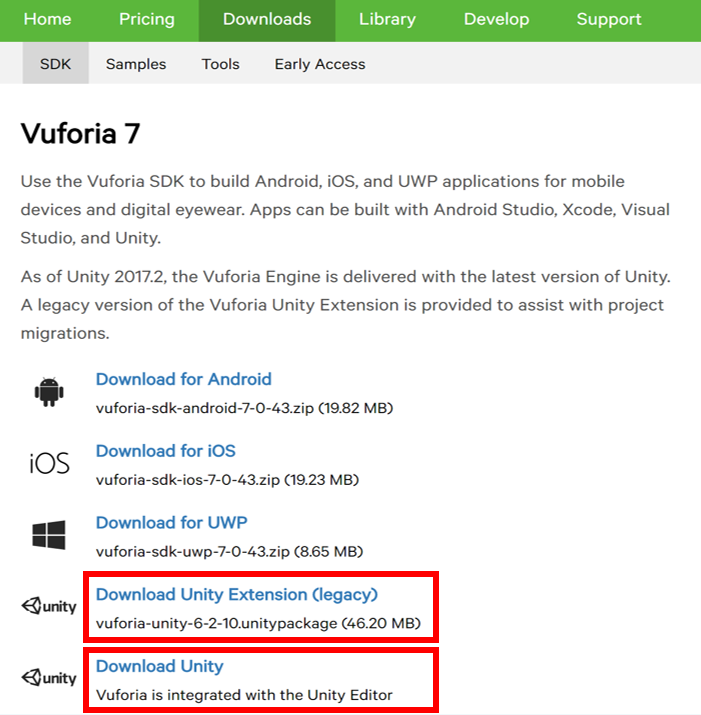 Home Pricing Downloads Library Develop Support
SDK Samples Tools Early Access
Vuforia 7
Use the Vuforia SDK to build Android, iOS, and UWP applications for mobile
devices and digital eyewear. Apps can be built with Android Studio, Xcode, Visual
Studio, and Unity.
As of Unity 2017.2, the Vuforia Engine is delivered with the latest version of Unity.
A legacy version of the Vuforia Unity Extension is provided to assist with project
migrations.
Download for Android
vuforia-sdk-android-7-0-43.zip (19.82 MB)
iOS
Download for iOS
vuforia-sdk-ios-7-0-43.zip (19.23 MB)
Download for UWP
vuforia-sdk-uwp-7-0-43.zip (8.65 MB)
unity
Download Unity Extension (legacy)
vuforia-unity-6-2-10.unitypackage (46.20 MB)
unity
Download Unity
Vuforia is integrated with the Unity Editor